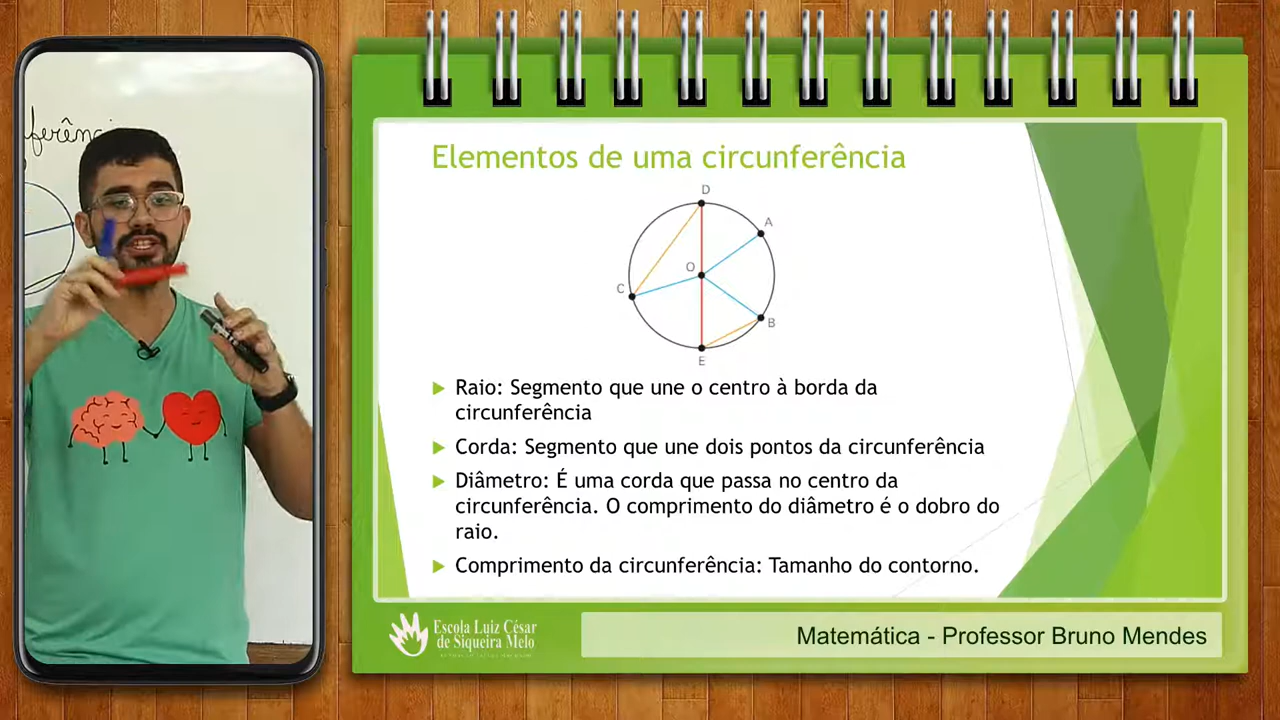 ferênci
Elementos de uma circunferência
D
A
O
C
B
E
Raio: Segmento que une o centro à borda da
circunferência
Corda: Segmento que une dois pontos da circunferência
Diâmetro: É uma corda que passa no centro da
circunferência. O comprimento do diâmetro é o dobro do
raio.
Comprimento da circunferência: Tamanho do contorno.
Escola Luiz César
de Siqueira Melo
Matemática - Professor Bruno Mendes